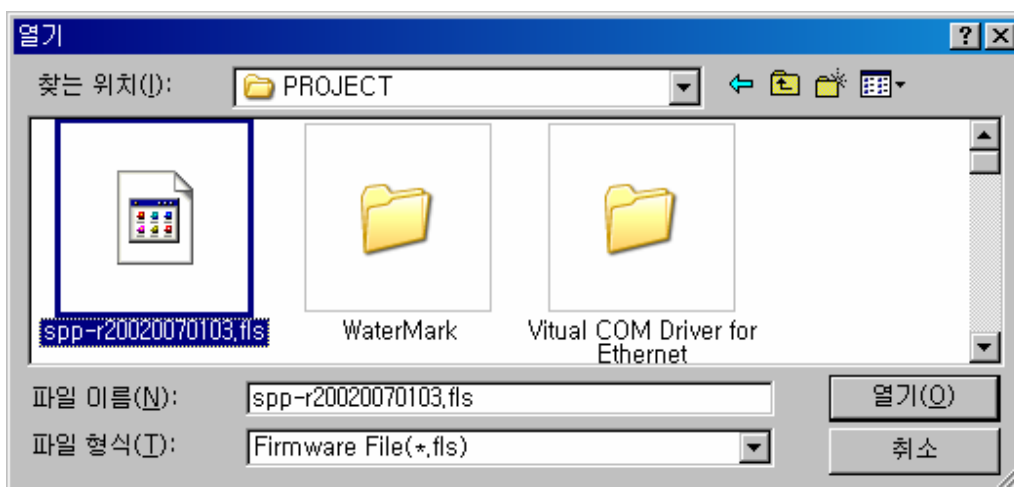 열기
찾는 위치(I): PROJECT
spp-r20020070103.fls WaterMark Vitual COM Driver for
Ethernet
파일 이름(N): spp-r20020070103.fls 열기(O)
파일 형식(T): Firmware File(*.fls) 취소